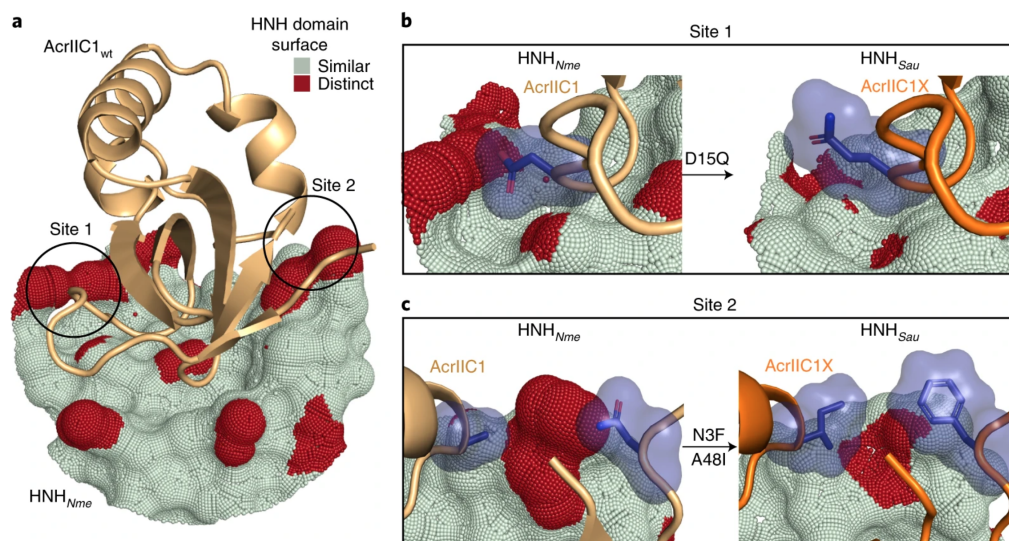 a
AcrIIC1wt
HNH domain
surface
Similar
Distinct
Site 1
Site 2
HNHNme
b
Site 1
HNHNme
AcrIIC1
D15Q
HNHSau
AcrIIC1X
c
Site 2
HNHNme
AcrIIC1
N3F
A48I
HNHSau
AcrIIC1X